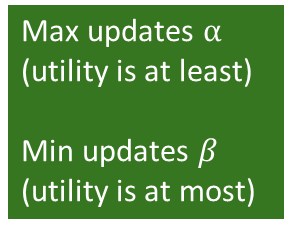 Max updates α
(utility is at least)
Min updates 𝛽
(utility is at most)